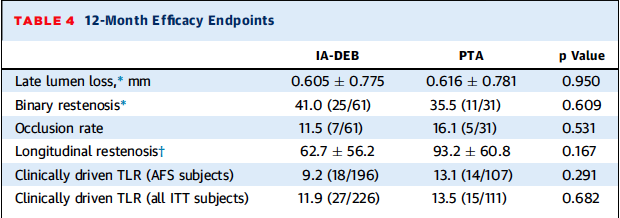 TABLE 4 12-Month Efficacy Endpoints
IA-DEB PTA p Value
Late lumen loss,* mm 0.605 ± 0.775 0.616 ± 0.781 0.950
Binary restenosis* 41.0 (25/61) 35.5 (11/31) 0.609
Occlusion rate 11.5 (7/61) 16.1 (5/31) 0.531
Longitudinal restenosis† 62.7 ± 56.2 93.2 ± 60.8 0.167
Clinically driven TLR (AFS subjects) 9.2 (18/196) 13.1 (14/107) 0.291
Clinically driven TLR (all ITT subjects) 11.9 (27/226) 13.5 (15/111) 0.682